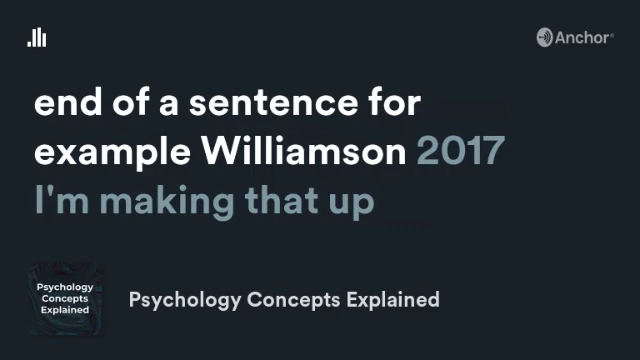 Anchor
end of a sentence for
example Williamson 2017
I'm making that up
Psychology
Concepts
Explained
Psychology Concepts Explained